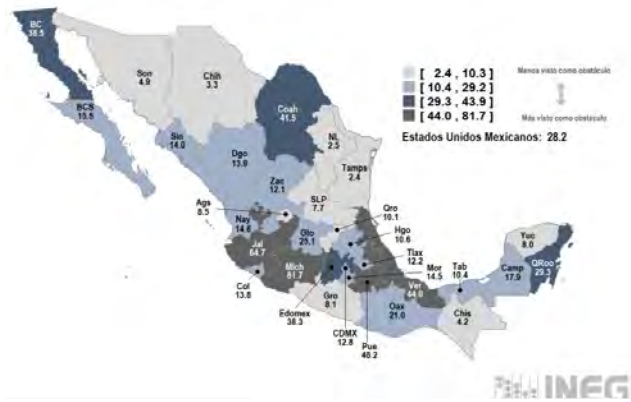 BC
38.5
Son
4.9
Chih
3.3
Coah
41.5
BCS
15.6
Sin
14.0
Dgo
13.0
NL
2.5
Tamps
2.4
Zac
12.1
SLP
7.7
Ags
8.5
Qro
10.1
Nay
14.6
Gto
25.1
Hgo
10.6
Jal
64.7
Mich
81.7
Tlax
12.2
Mor
14.5
Ver
44.0
Tab
10.4
Camp
17.9
Yuc
8.0
QRoo
29.3
Col
13.8
Gro
8.1
Oax
21.0
Chis
4.2
Edomex
38.3
CDMX
12.8
Pue
[ 2.4 , 10.3]
[ 10.4 , 29.2]
[ 29.3 , 43.9]
[ 44.0 , 81.7]
Menos visto como obstáculo
Más visto como obstáculo
Estados Unidos Mexicanos: 28.2
INEG